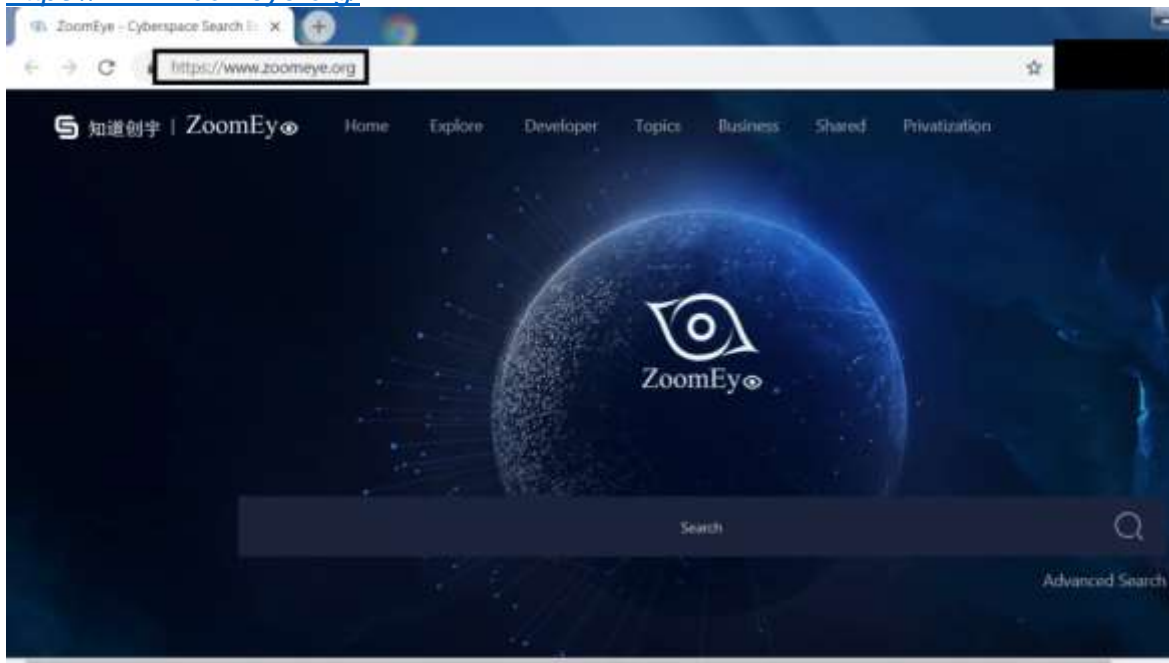 ZoomEye - Cyberspace Search E
https://www.zoomeye.org
知道创宇 | ZoomEye
Home Explore Developer Topics Business Shared Privatization
ZoomEye
Search
Advanced Search